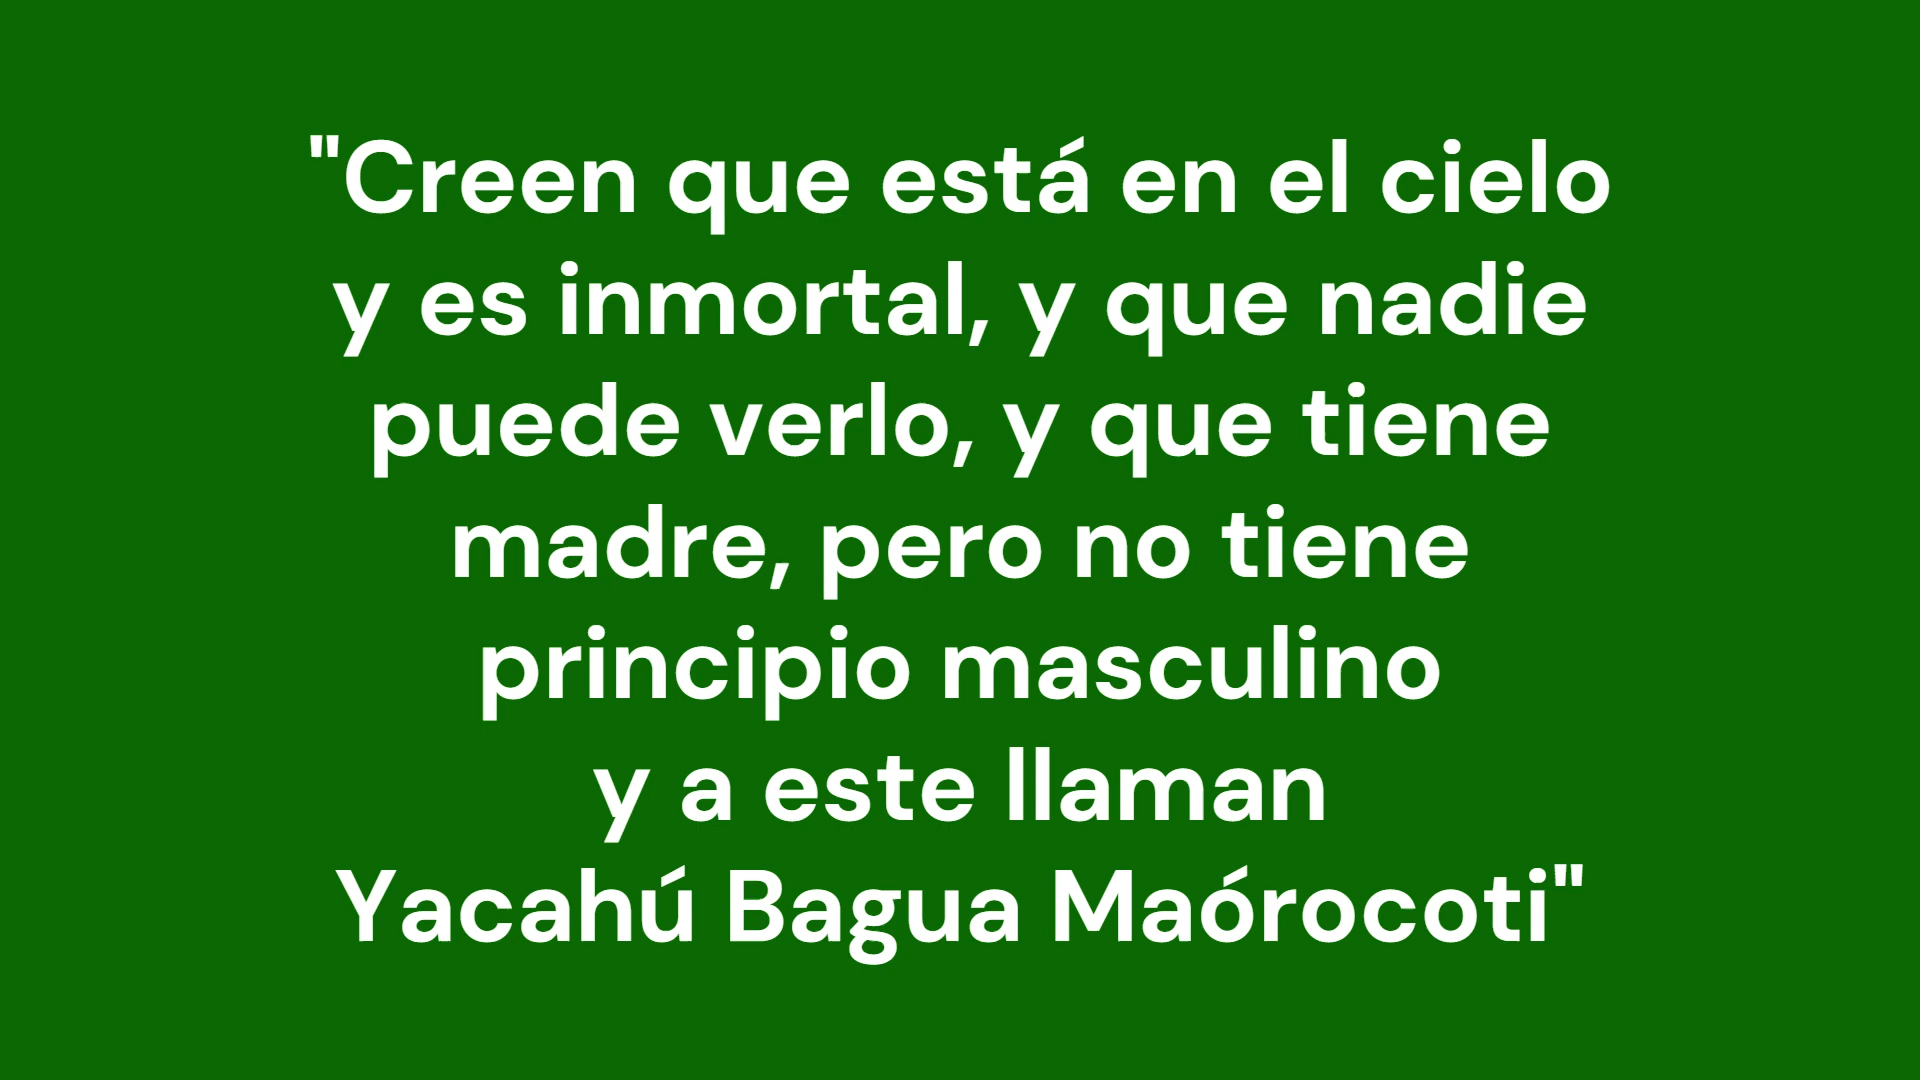 "Creen que está en el cielo
y es inmortal, y que nadie
puede verlo, y que tiene
madre, pero no tiene
principio masculino
y a este llaman
Yacahú Bagua Maórocoti"